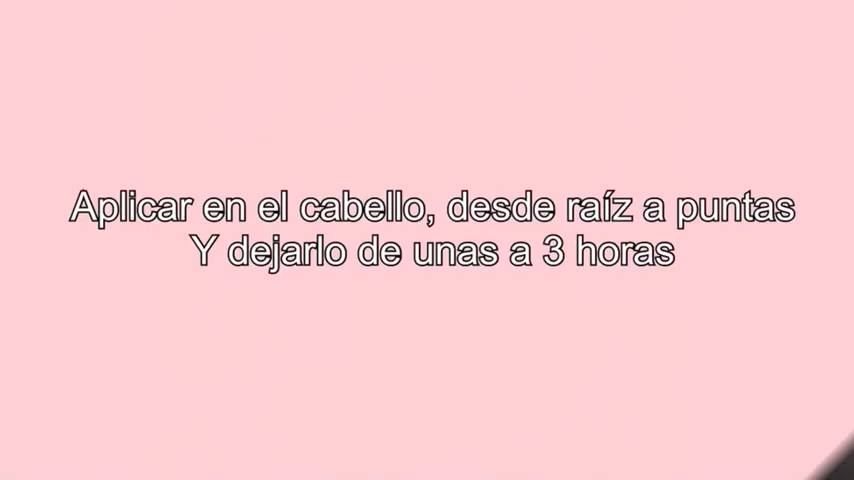 Aplicar en el cabello, desde raíz a puntas
Y dejarlo de unas a 3 horas